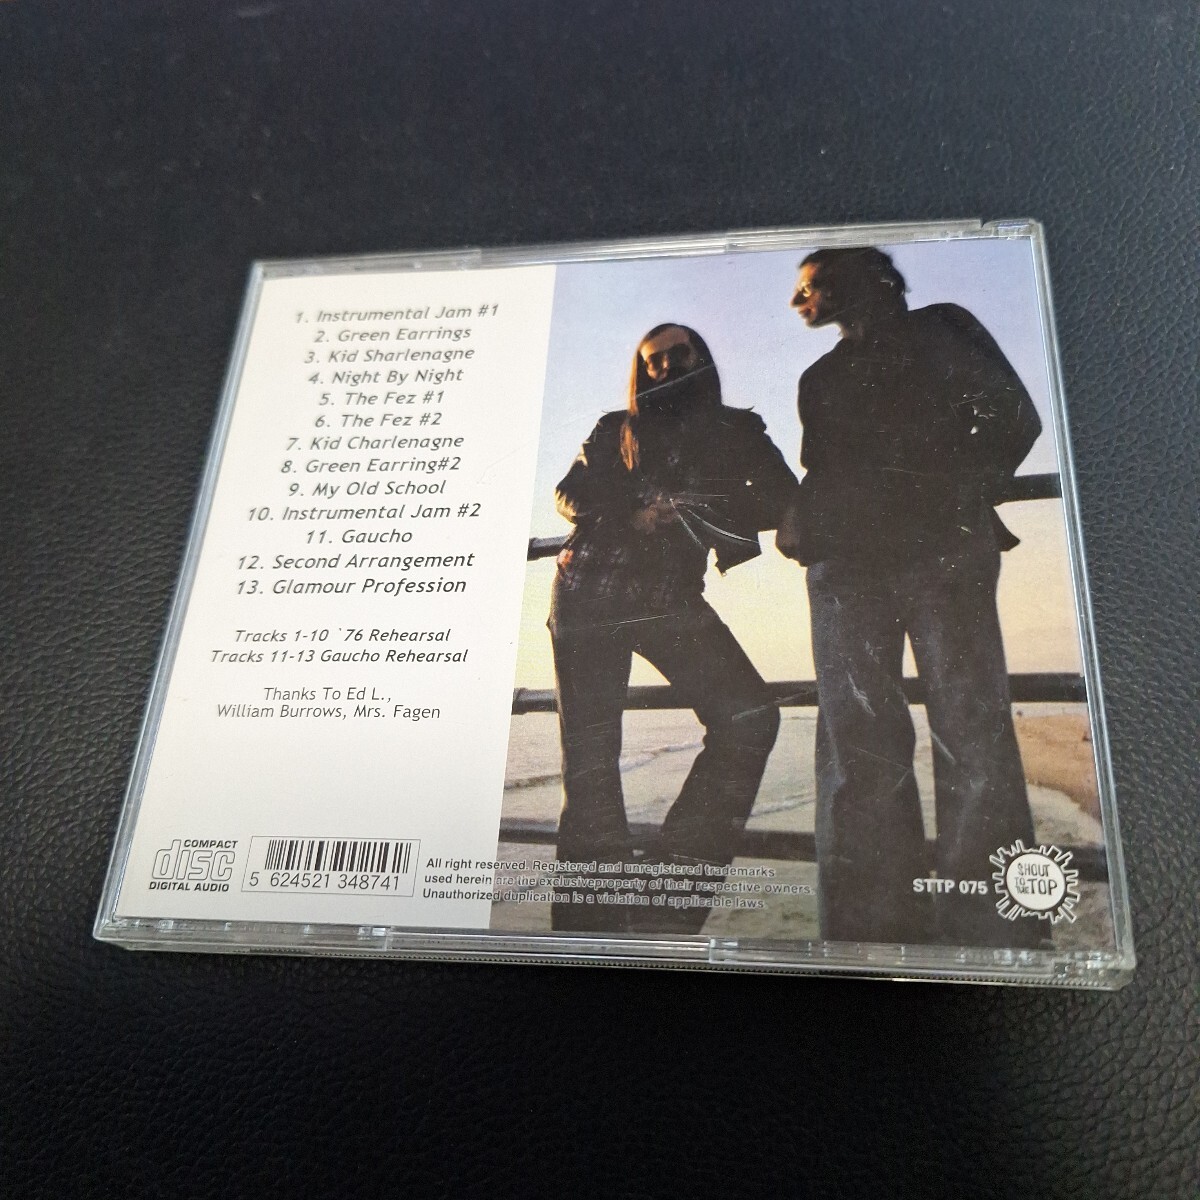 1. Instrumental Jam #1
2. Green Earrings
3. Kid Sharlenagne
4. Night By Night
5. The Fez #1
6. The Fez #2
7. Kid Charlenagne
8. Green Earring#2
9. My Old School
10. Instrumental Jam #2
11. Gaucho
12. Second Arrangement
13. Glamour Profession
Tracks 1-10 `76 Rehearsal
Tracks 11-13 Gaucho Rehearsal
Thanks To Ed L.,
William Burrows, Mrs. Fagen
COMPACT
disc
DIGITAL AUDIO
5 624521 348741
All right reserved. Registered and unregistered trademarks
used herein are the exclusiveproperty of their respective owners.
Unauthorized duplication is a violation of applicable laws.
STTP 075
SHOUT
TO THE TOP